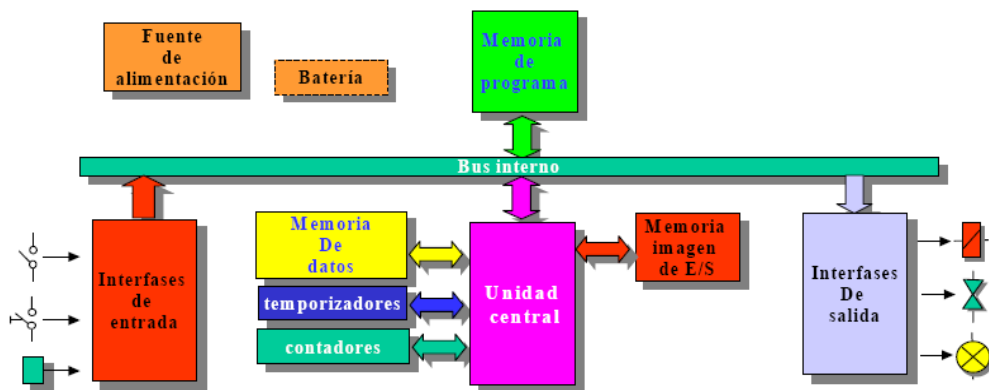 Fuente
de
alimentación
Batería
Memoria
de
programa
Bus interno
Interfases
de
entrada
Memoria
De
datos
temporizadores
contadores
Unidad
central
Memoria
imagen
de E/S
Interfases
De
salida